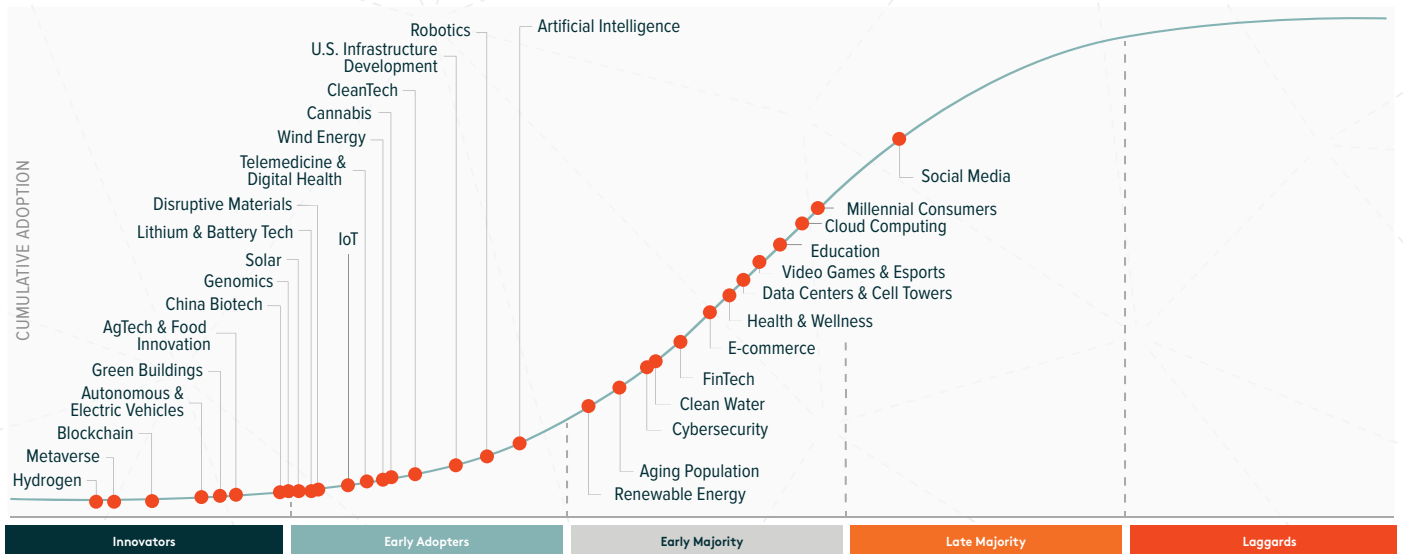 Robotics
Artificial Intelligence
U.S. Infrastructure
Development
CleanTech
Cannabis
Wind Energy
Telemedicine &
Digital Health
Disruptive Materials
Lithium & Battery Tech
IoT
Solar
Genomics
China Biotech
AgTech & Food
Innovation
Green Buildings
Autonomous &
Electric Vehicles
Blockchain
Metaverse
Hydrogen
CUMULATIVE ADOPTION
Social Media
Millennial Consumers
Cloud Computing
Education
Video Games & Esports
Data Centers & Cell Towers
Health & Wellness
E-commerce
FinTech
Clean Water
Cybersecurity
Aging Population
Renewable Energy
Innovators
Early Adopters
Early Majority
Late Majority
Laggards